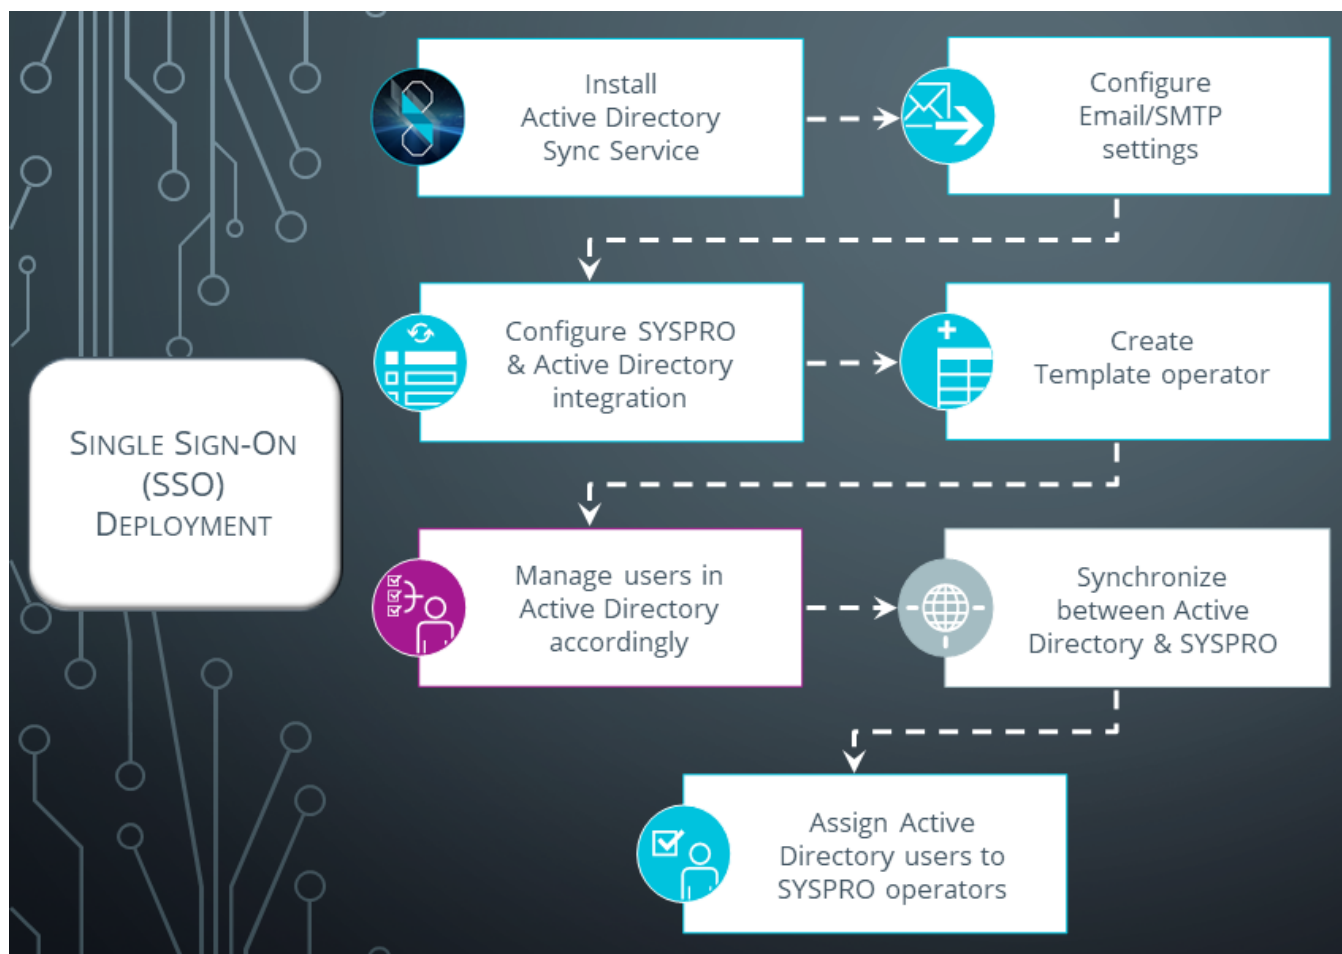 SINGLE SIGN-ON
(SSO)
DEPLOYMENT
Install
Active Directory
Sync Service
Configure
Email/SMTP
settings
Configure SYSPRO
& Active Directory
integration
Create
Template operator
Manage users in
Active Directory
accordingly
Synchronize
between Active
Directory & SYSPRO
Assign Active
Directory users to
SYSPRO operators